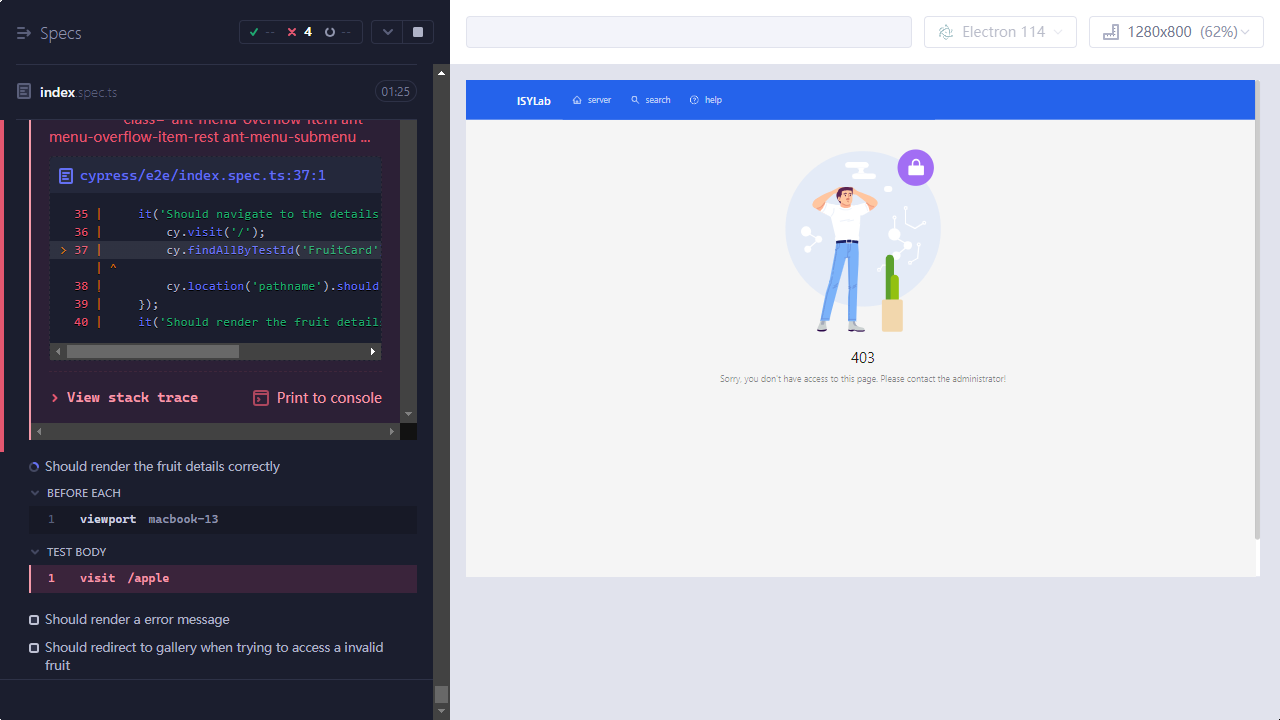 Specs
-- 4 --
index.spec.ts
01:25
class="ant-menu-overflow-item ant-
menu-overflow-item-rest ant-menu-submenu ...
cypress/e2e/index.spec.ts:37:1
35 | it('Should navigate to the details
36 | cy.visit('/');
> 37 | cy.findAllByTestId('FruitCard'
| ^
38 | cy.location('pathname').should
39 | });
40 | it('Should render the fruit details
View stack trace
Print to console
Should render the fruit details correctly
BEFORE EACH
1 viewport macbook-13
TEST BODY
1 visit /apple
Should render a error message
Should redirect to gallery when trying to access a invalid
fruit
Electron 114
1280x800 (62%)
ISYLab
server
search
help
403
Sorry, you don't have access to this page. Please contact the administrator!